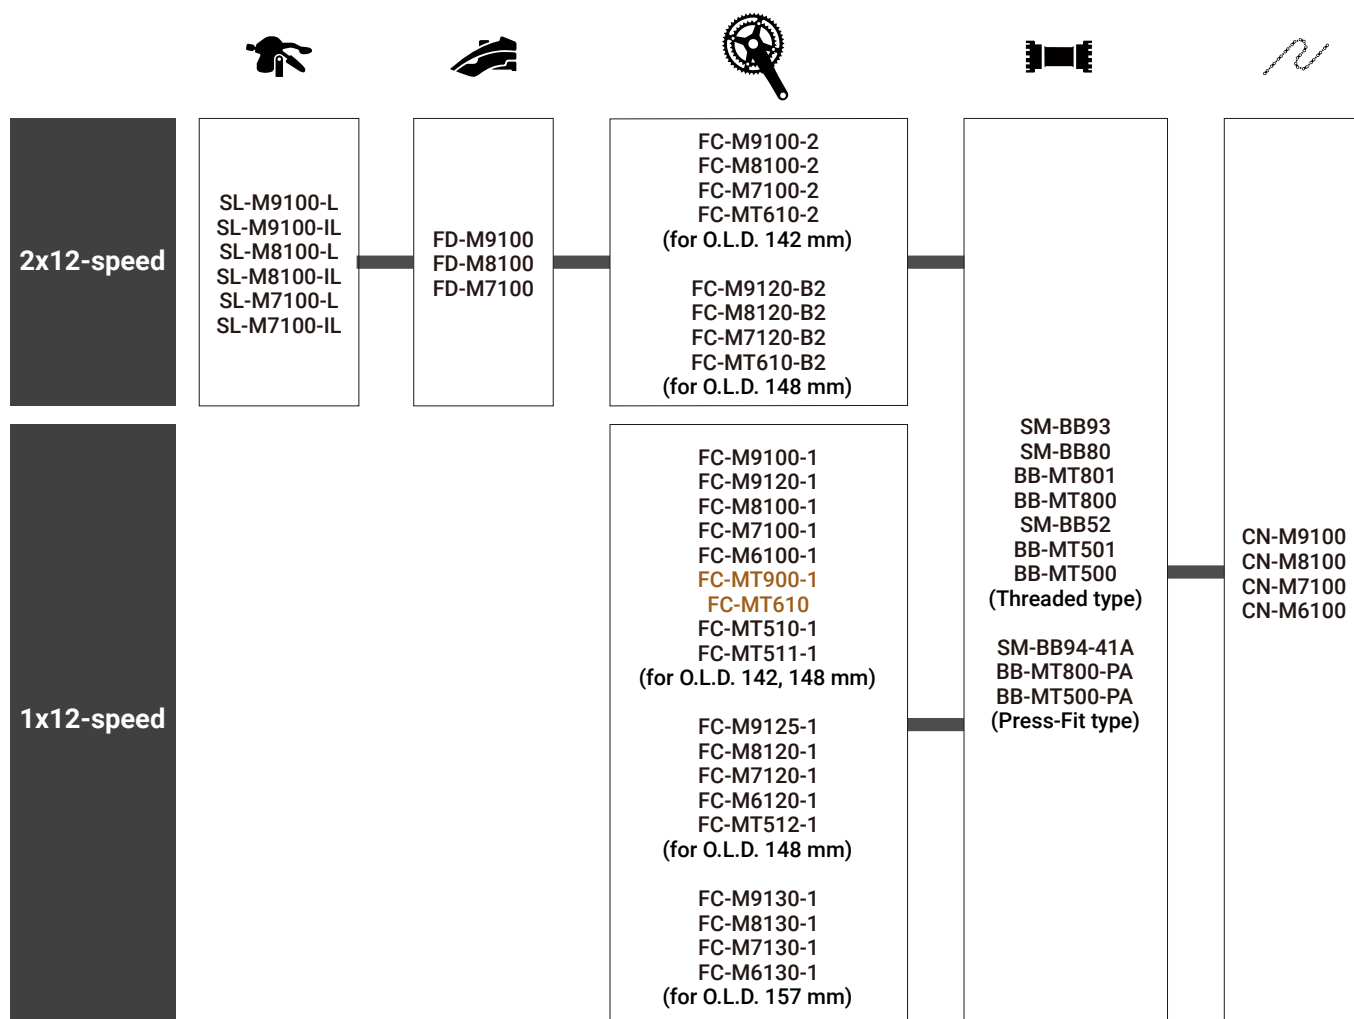 2x12-speed
SL-M9100-L
SL-M9100-IL
SL-M8100-L
SL-M8100-IL
SL-M7100-L
SL-M7100-IL
FD-M9100
FD-M8100
FD-M7100
FC-M9100-2
FC-M8100-2
FC-M7100-2
FC-MT610-2
(for O.L.D. 142 mm)
FC-M9120-B2
FC-M8120-B2
FC-M7120-B2
FC-MT610-B2
(for O.L.D. 148 mm)
1x12-speed
FC-M9100-1
FC-M9120-1
FC-M8100-1
FC-M7100-1
FC-M6100-1
FC-MT900-1
FC-MT610
FC-MT510-1
FC-MT511-1
(for O.L.D. 142, 148 mm)
FC-M9125-1
FC-M8120-1
FC-M7120-1
FC-M6120-1
FC-MT512-1
(for O.L.D. 148 mm)
FC-M9130-1
FC-M8130-1
FC-M7130-1
FC-M6130-1
(for O.L.D. 157 mm)
SM-BB93
SM-BB80
BB-MT801
BB-MT800
SM-BB52
BB-MT501
BB-MT500
(Threaded type)
SM-BB94-41A
BB-MT800-PA
BB-MT500-PA
(Press-Fit type)
CN-M9100
CN-M8100
CN-M7100
CN-M6100